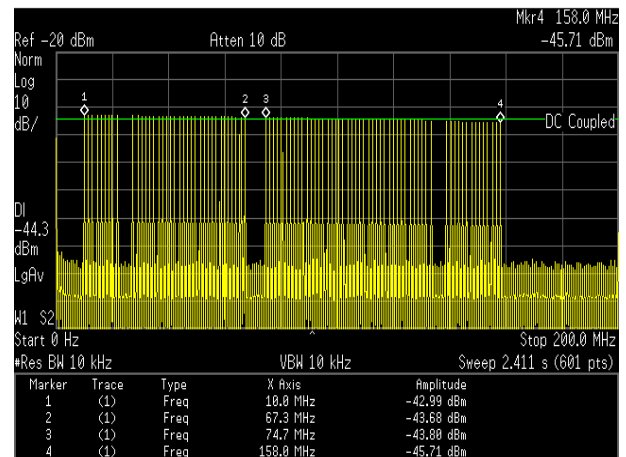 Mkr4 158.0 MHz
Ref -20 dBm Atten 10 dB -45.71 dBm
Norm
Log
10
dB/
1
2
3
4
DC Coupled
DI
-44.3
dBm
LgAv
W1 S2
Start 0 Hz Stop 200.0 MHz
#Res BW 10 kHz VBW 10 kHz Sweep 2.411 s (601 pts)
Marker Trace Type X Axis Amplitude
1 (1) Freq 10.0 MHz -42.99 dBm
2 (1) Freq 67.3 MHz -43.68 dBm
3 (1) Freq 74.7 MHz -43.80 dBm
4 (1) Freq 158.0 MHz -45.71 dBm